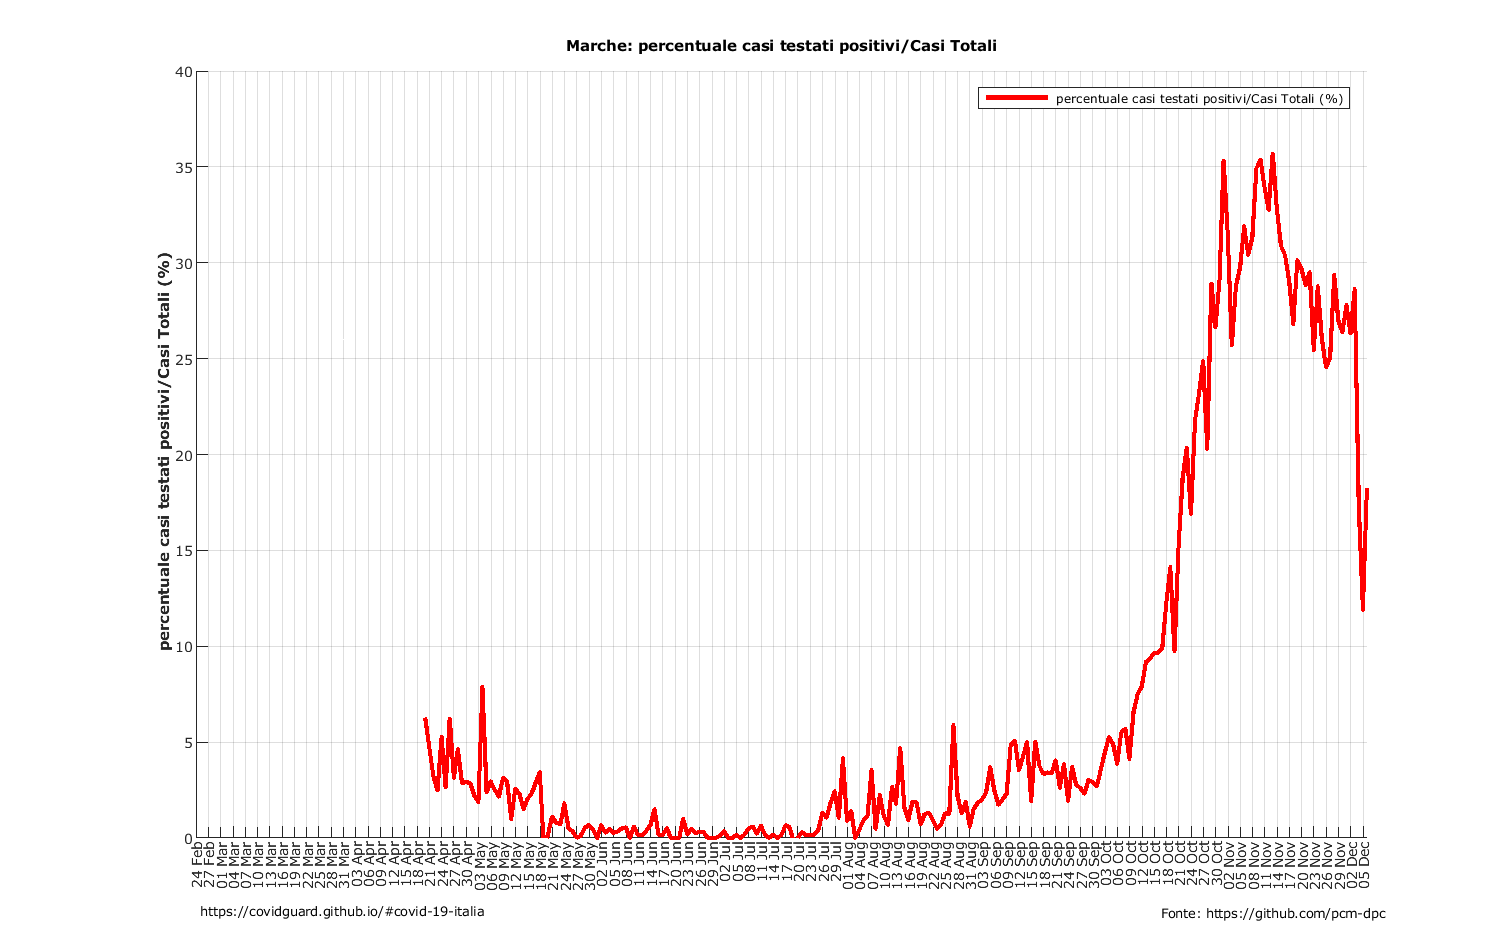 Marche: percentuale casi testati positivi/Casi Totali
percentuale casi testati positivi/Casi Totali (%)
percentuale casi testati positivi/Casi Totali (%)
40
35
30
25
20
15
10
5
0
24 Feb
27 Feb
01 Mar
04 Mar
07 Mar
10 Mar
13 Mar
16 Mar
19 Mar
22 Mar
25 Mar
28 Mar
31 Mar
03 Apr
06 Apr
09 Apr
12 Apr
15 Apr
18 Apr
21 Apr
24 Apr
27 Apr
30 Apr
03 May
06 May
09 May
12 May
15 May
18 May
21 May
24 May
27 May
30 May
02 Jun
05 Jun
08 Jun
11 Jun
14 Jun
17 Jun
20 Jun
23 Jun
26 Jun
29 Jun
02 Jul
05 Jul
08 Jul
11 Jul
14 Jul
17 Jul
20 Jul
23 Jul
26 Jul
29 Jul
01 Aug
04 Aug
07 Aug
10 Aug
13 Aug
16 Aug
19 Aug
22 Aug
25 Aug
28 Aug
31 Aug
03 Sep
06 Sep
09 Sep
12 Sep
15 Sep
18 Sep
21 Sep
24 Sep
27 Sep
30 Sep
03 Oct
06 Oct
09 Oct
12 Oct
15 Oct
18 Oct
21 Oct
24 Oct
27 Oct
30 Oct
02 Nov
05 Nov
08 Nov
11 Nov
14 Nov
17 Nov
20 Nov
23 Nov
26 Nov
29 Nov
02 Dec
05 Dec
https://covidguard.github.io/#covid-19-italia
Fonte: https://github.com/pcm-dpc